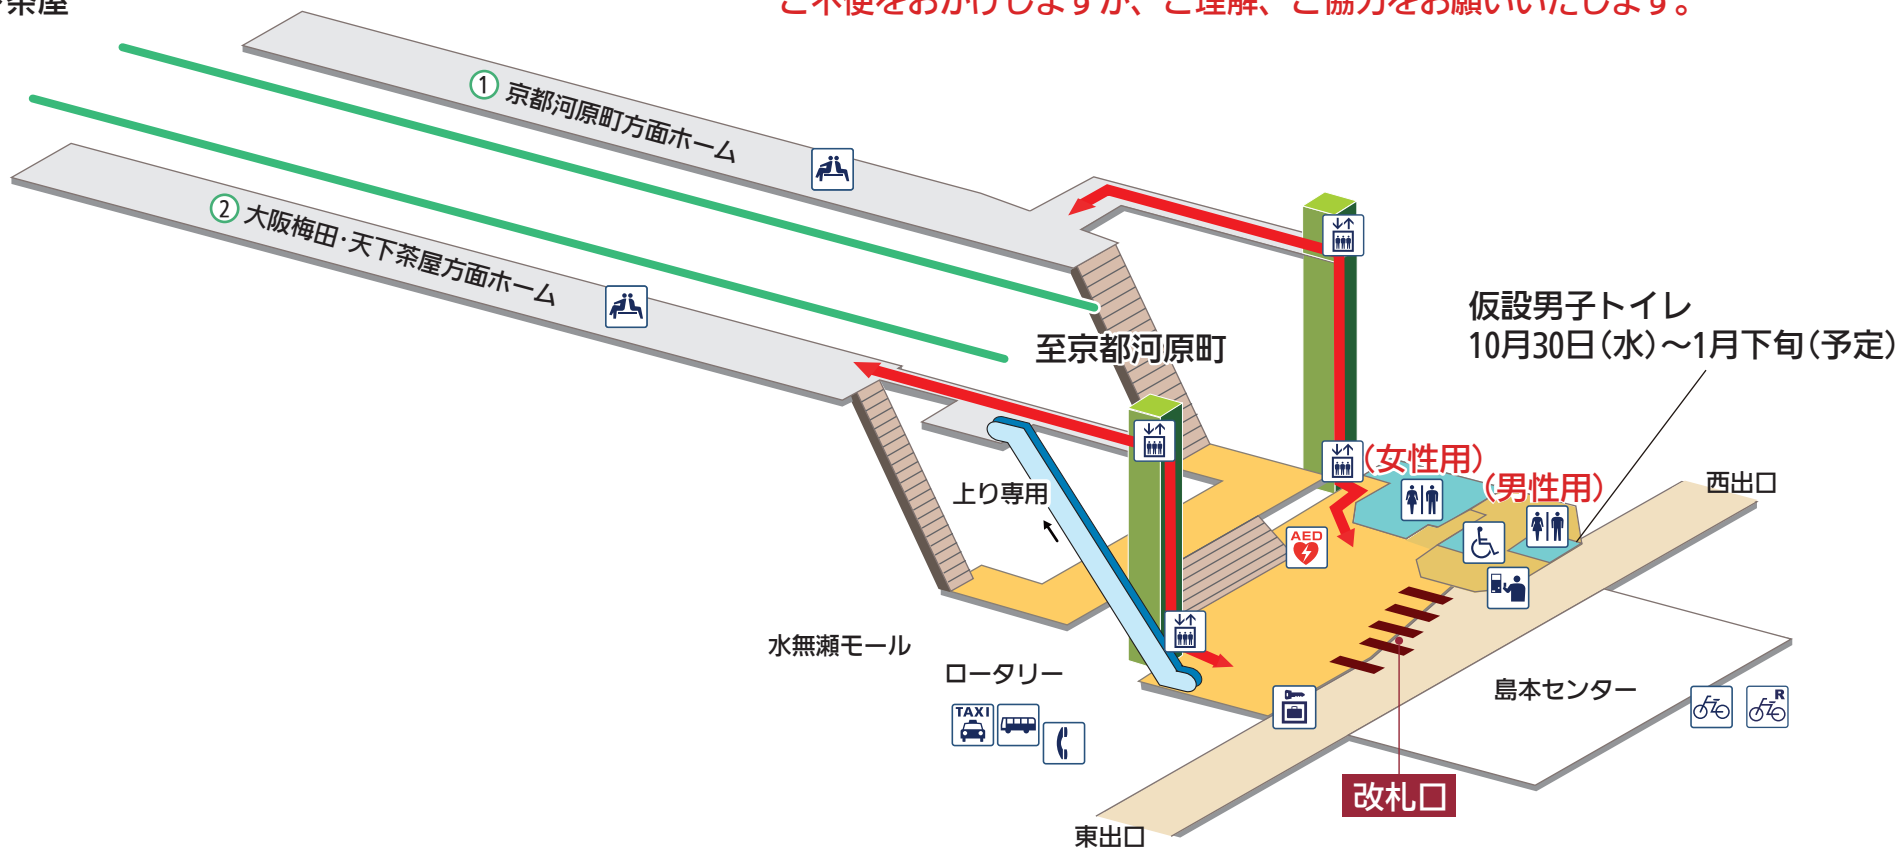 茶屋
ご不便をおかけしますが、ご理解、ご協力をお願いいたします。
① 京都河原町方面ホーム
② 大阪梅田・天下茶屋方面ホーム
至京都河原町
仮設男子トイレ
10月30日(水)～1月下旬(予定)
(女性用)
(男性用)
西出口
上り専用
AED
水無瀬モール
ロータリー
TAXI
島本センター
R
改札口
東出口